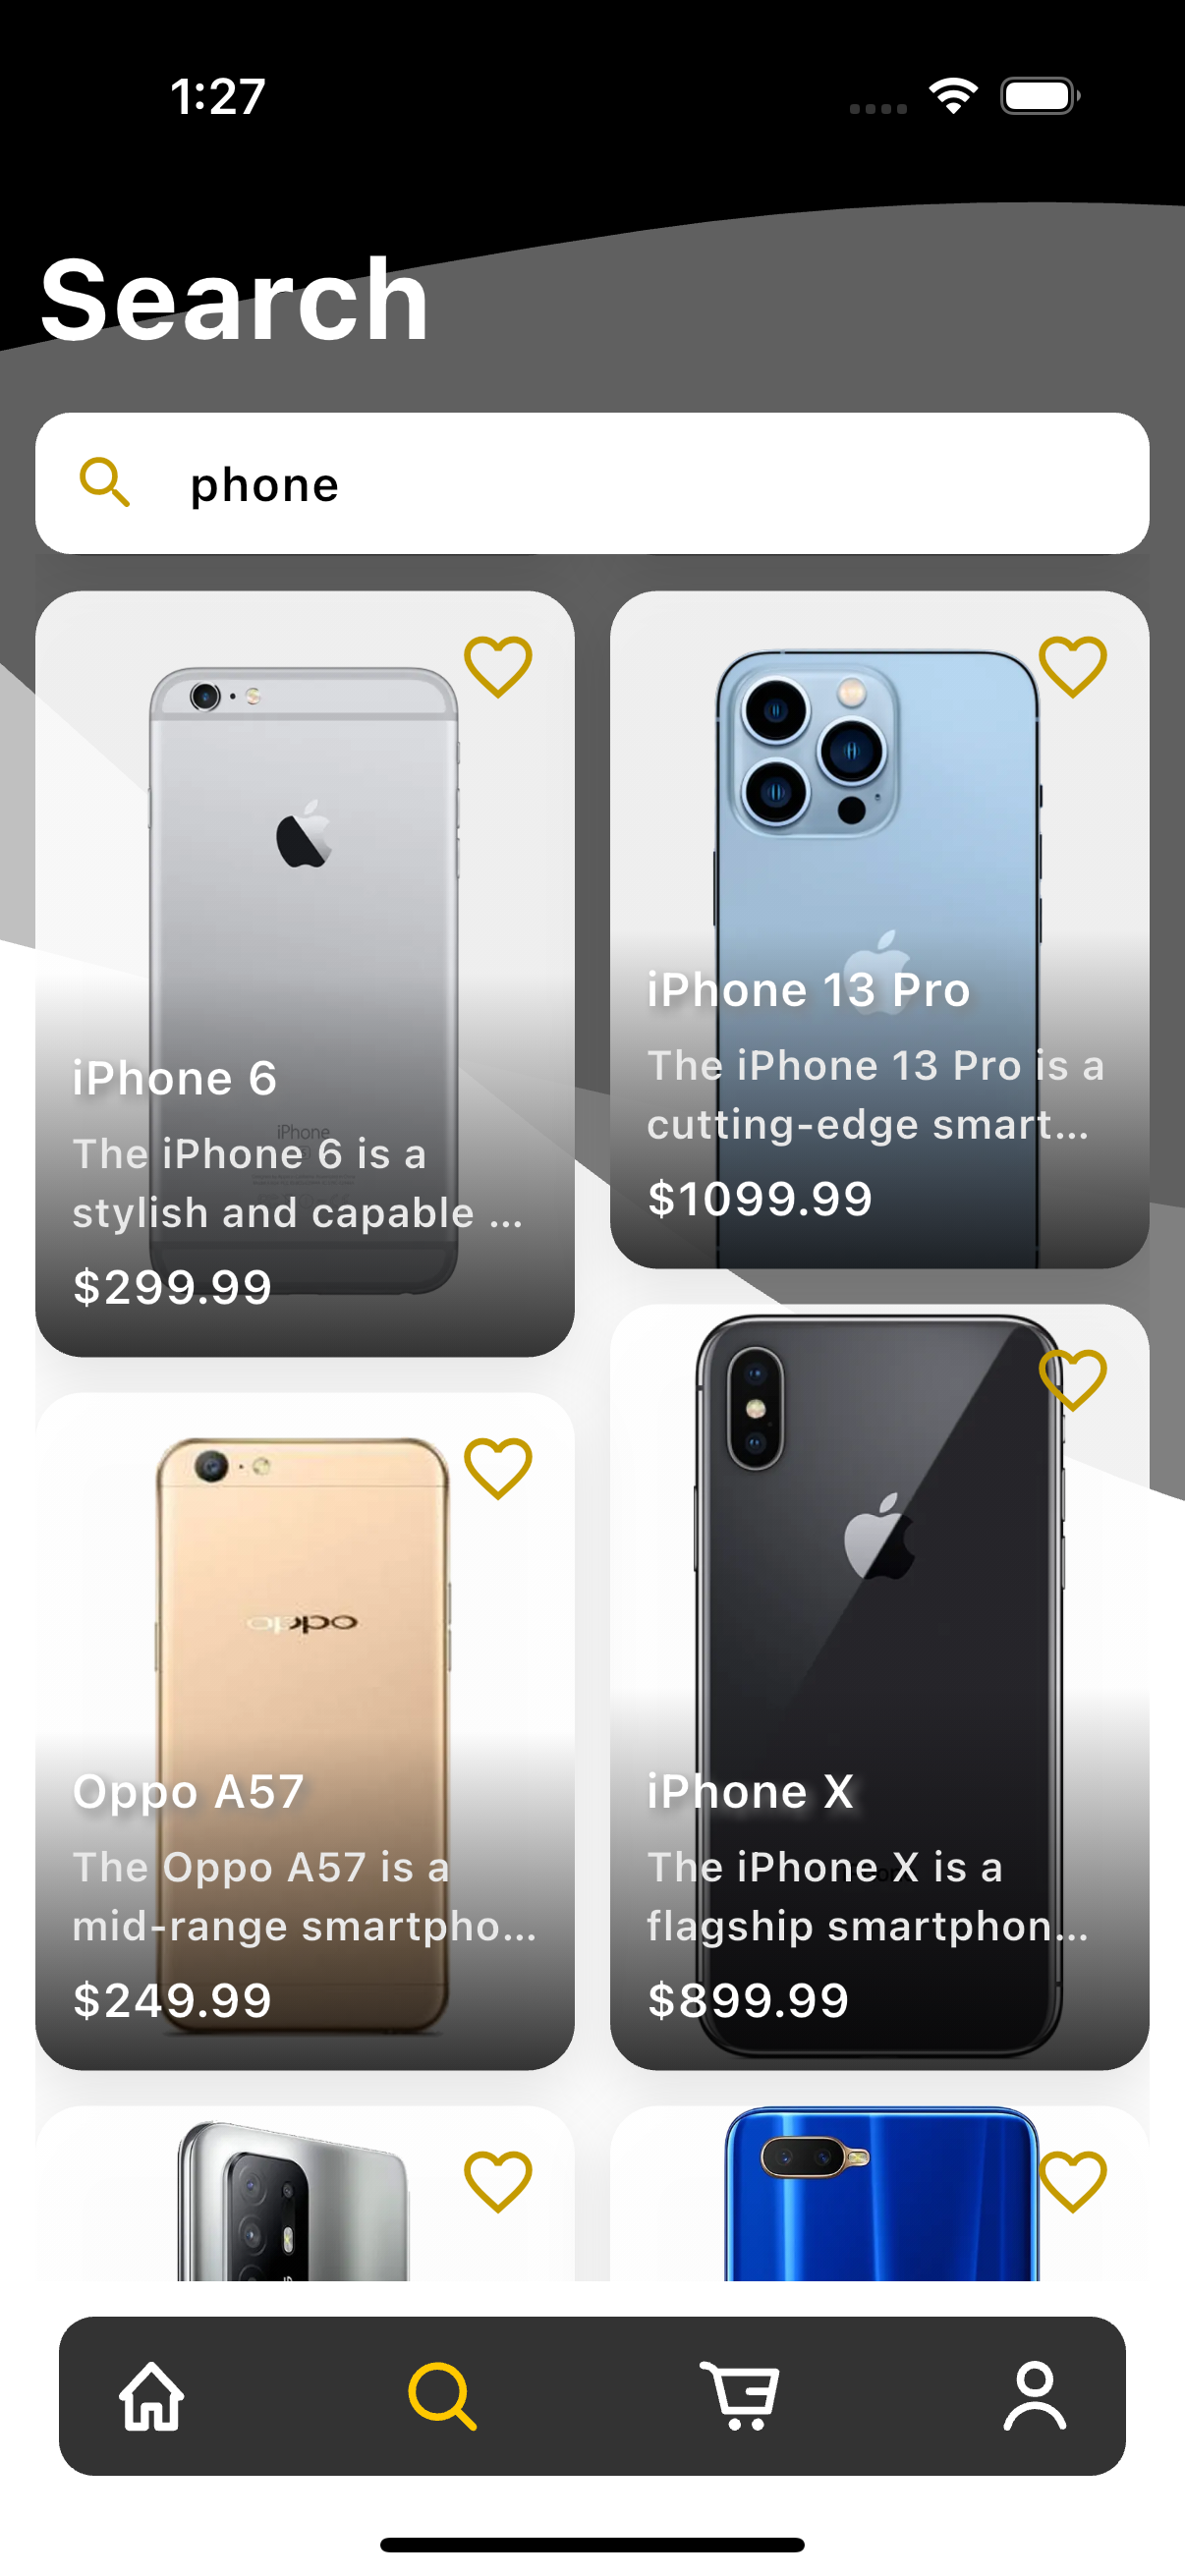 1:27
Search
phone
iPhone 6
The iPhone 6 is a
stylish and capable ...
$299.99
iPhone
iPhone 13 Pro
The iPhone 13 Pro is a
cutting-edge smart...
$1099.99
oppo
Oppo A57
The Oppo A57 is a
mid-range smartpho...
$249.99
iPhone X
The iPhone X is a
flagship smartphon...
$899.99